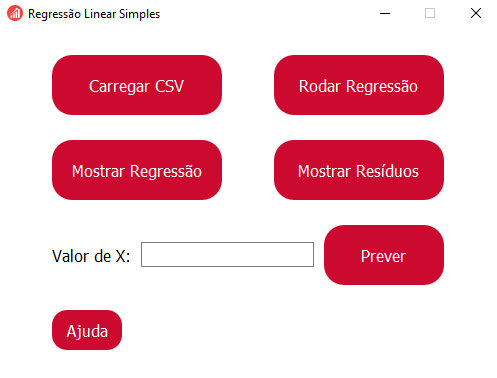 Regressão Linear Simples
Carregar CSV
Rodar Regressão
Mostrar Regressão
Mostrar Resíduos
Valor de X:
Prever
Ajuda